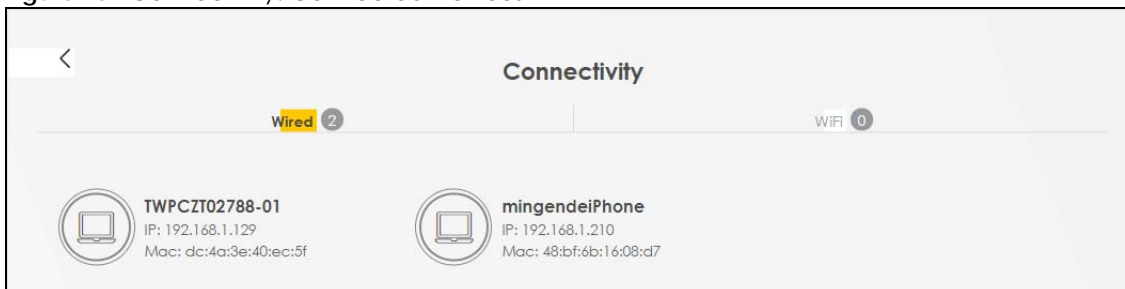 Connectivity
Wired 2
WiFi 0
TWPCZT02788-01
IP: 192.168.1.129
Mac: dc:4a:3e:40:ec:5f
mingendeiPhone
IP: 192.168.1.210
Mac: 48:bf:6b:16:08:d7